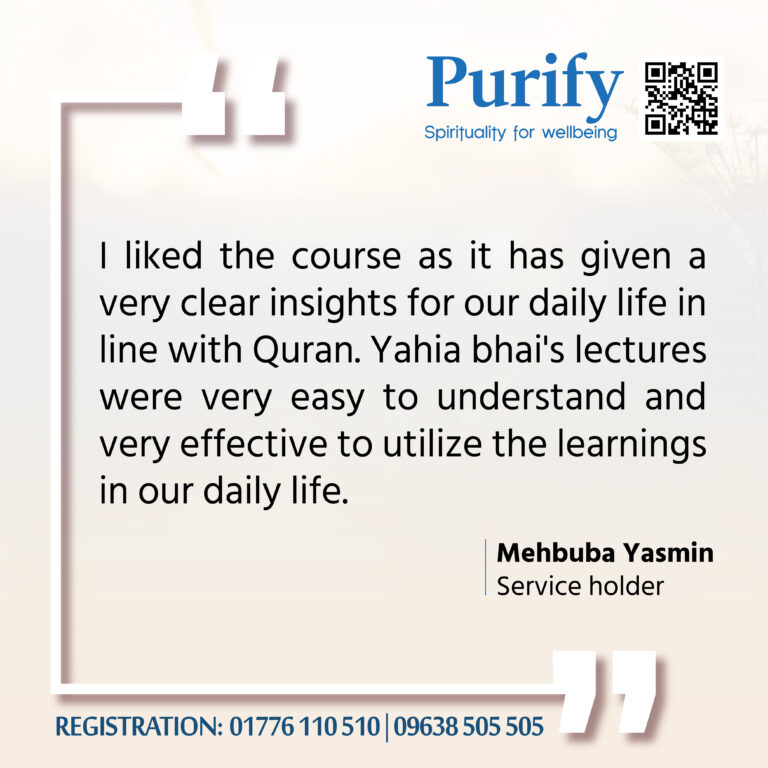 Purify
Spirituality for wellbeing
I liked the course as it has given a
very clear insights for our daily life in
line with Quran. Yahia bhai's lectures
were very easy to understand and
very effective to utilize the learnings
in our daily life.
Mehbuba Yasmin
Service holder
REGISTRATION: 01776 110 510 | 09638 505 505